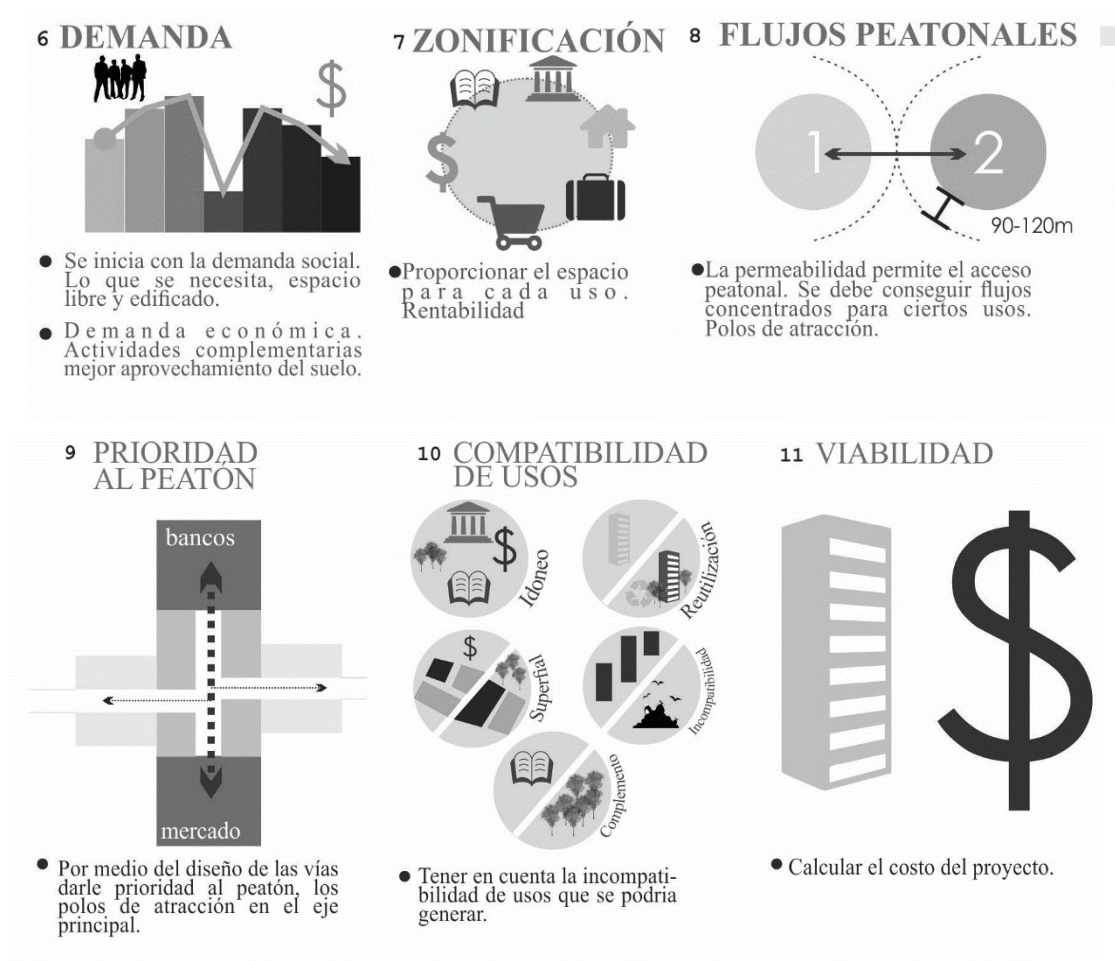 6 DEMANDA
$
● Se inicia con la demanda social.
Lo que se necesita, espacio
libre y edificado.
● Demanda económica.
Actividades complementarias
mejor aprovechamiento del suelo.
7 ZONIFICACIÓN
$
●Proporcionar el espacio
para cada uso.
Rentabilidad
8 FLUJOS PEATONALES
1
2
90-120m
●La permeabilidad permite el acceso
peatonal. Se debe conseguir flujos
concentrados para ciertos usos.
Polos de atracción.
9 PRIORIDAD
AL PEATÓN
bancos
mercado
● Por medio del diseño de las vías
darle prioridad al peatón, los
polos de atracción en el eje
principal.
10 COMPATIBILIDAD
DE USOS
$
Idoneo
Reutilización
$
Superfial
Incompatibilidad
Complemento
● Tener en cuenta la incompati-
bilidad de usos que se podria
generar.
11 VIABILIDAD
$
● Calcular el costo del proyecto.